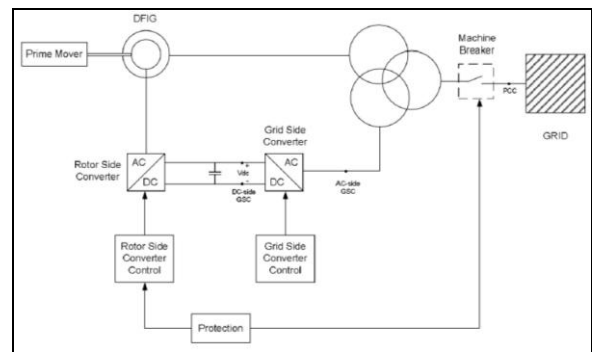 DFIG
Prime Mover
Machine
Breaker
PCC
GRID
Grid Side
Converter
Rotor Side
Converter
AC
DC
Vdc
+
-
DC-side
GSC
AC
DC
AC-side
GSC
Rotor Side
Converter
Control
Grid Side
Converter
Control
Protection